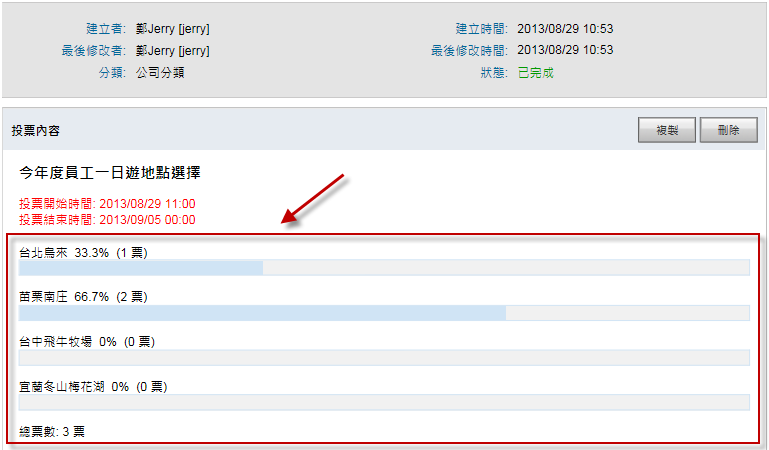 建立者: 鄭Jerry [jerry] 建立時間: 2013/08/29 10:53
最後修改者: 鄭Jerry [jerry] 最後修改時間: 2013/08/29 10:53
分類: 公司分類 狀態: 已完成
投票內容 複製 刪除
今年度員工一日遊地點選擇
投票開始時間: 2013/08/29 11:00
投票結束時間: 2013/09/05 00:00
台北烏來 33.3% (1 票)
苗栗南庄 66.7% (2 票)
台中飛牛牧場 0% (0 票)
宜蘭冬山梅花湖 0% (0 票)
總票數: 3 票